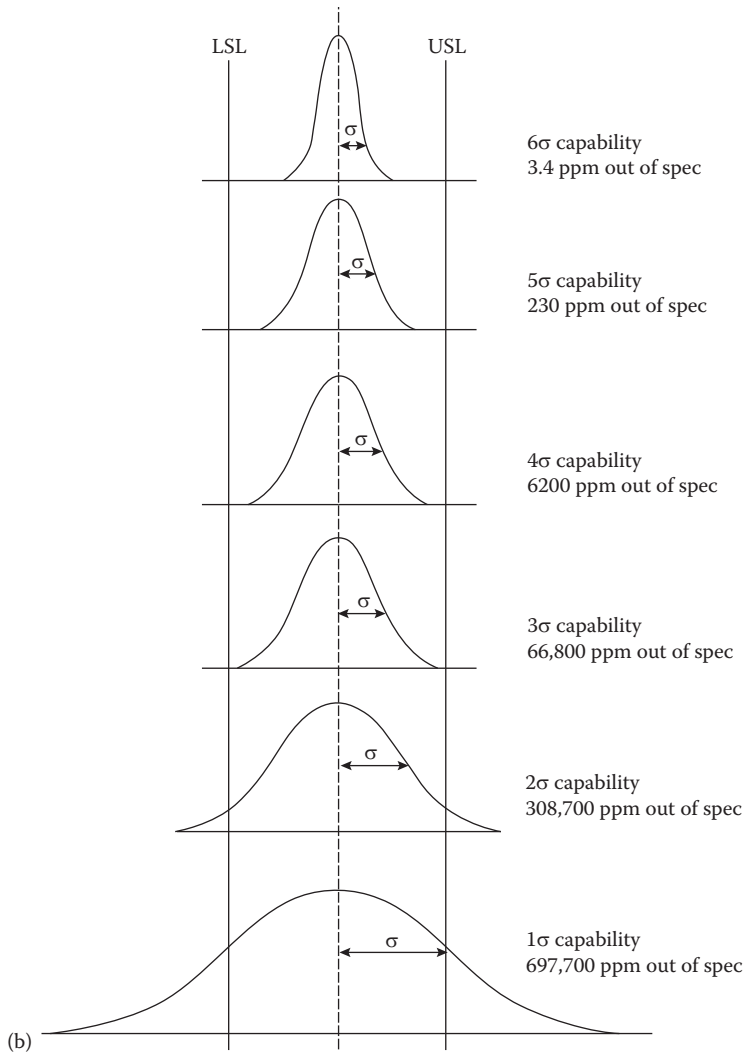 LSL
USL
σ
6σ capability
3.4 ppm out of spec
σ
5σ capability
230 ppm out of spec
σ
4σ capability
6200 ppm out of spec
σ
3σ capability
66,800 ppm out of spec
σ
2σ capability
308,700 ppm out of spec
σ
1σ capability
697,700 ppm out of spec
(b)